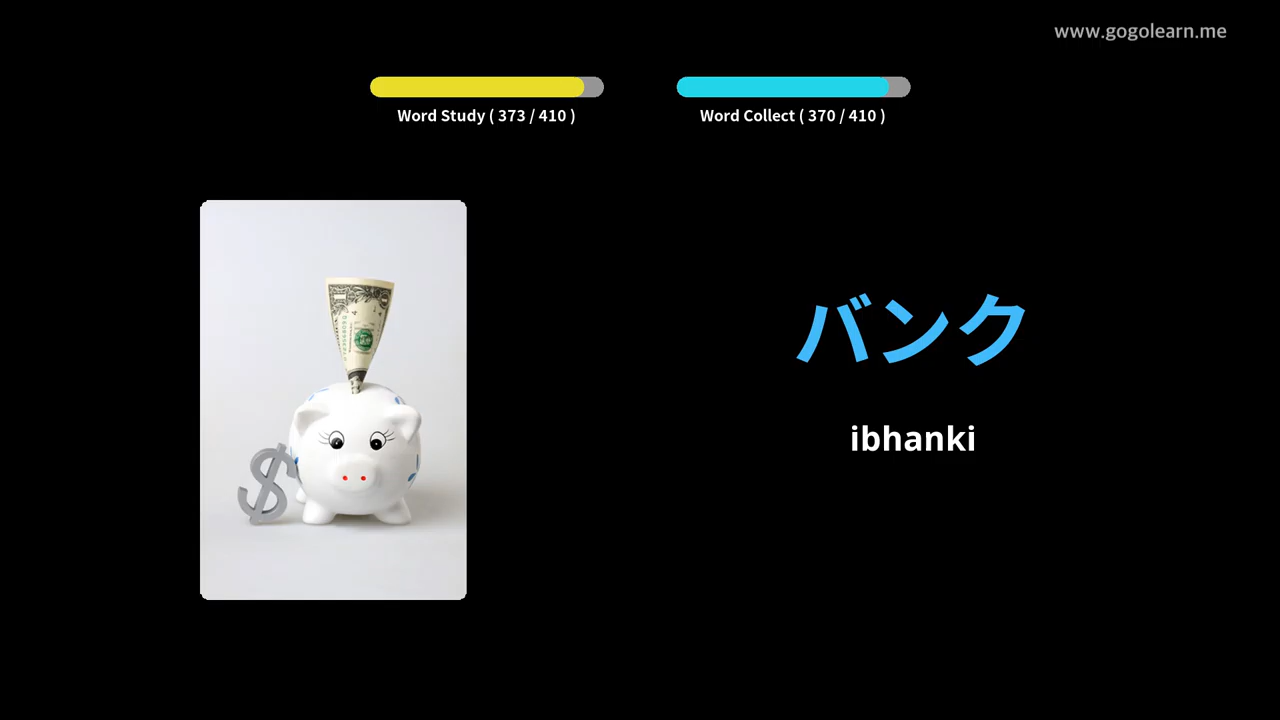 www.gogolearn.me
Word Study ( 373 / 410 )
Word Collect ( 370 / 410 )
バンク
ibhanki
$